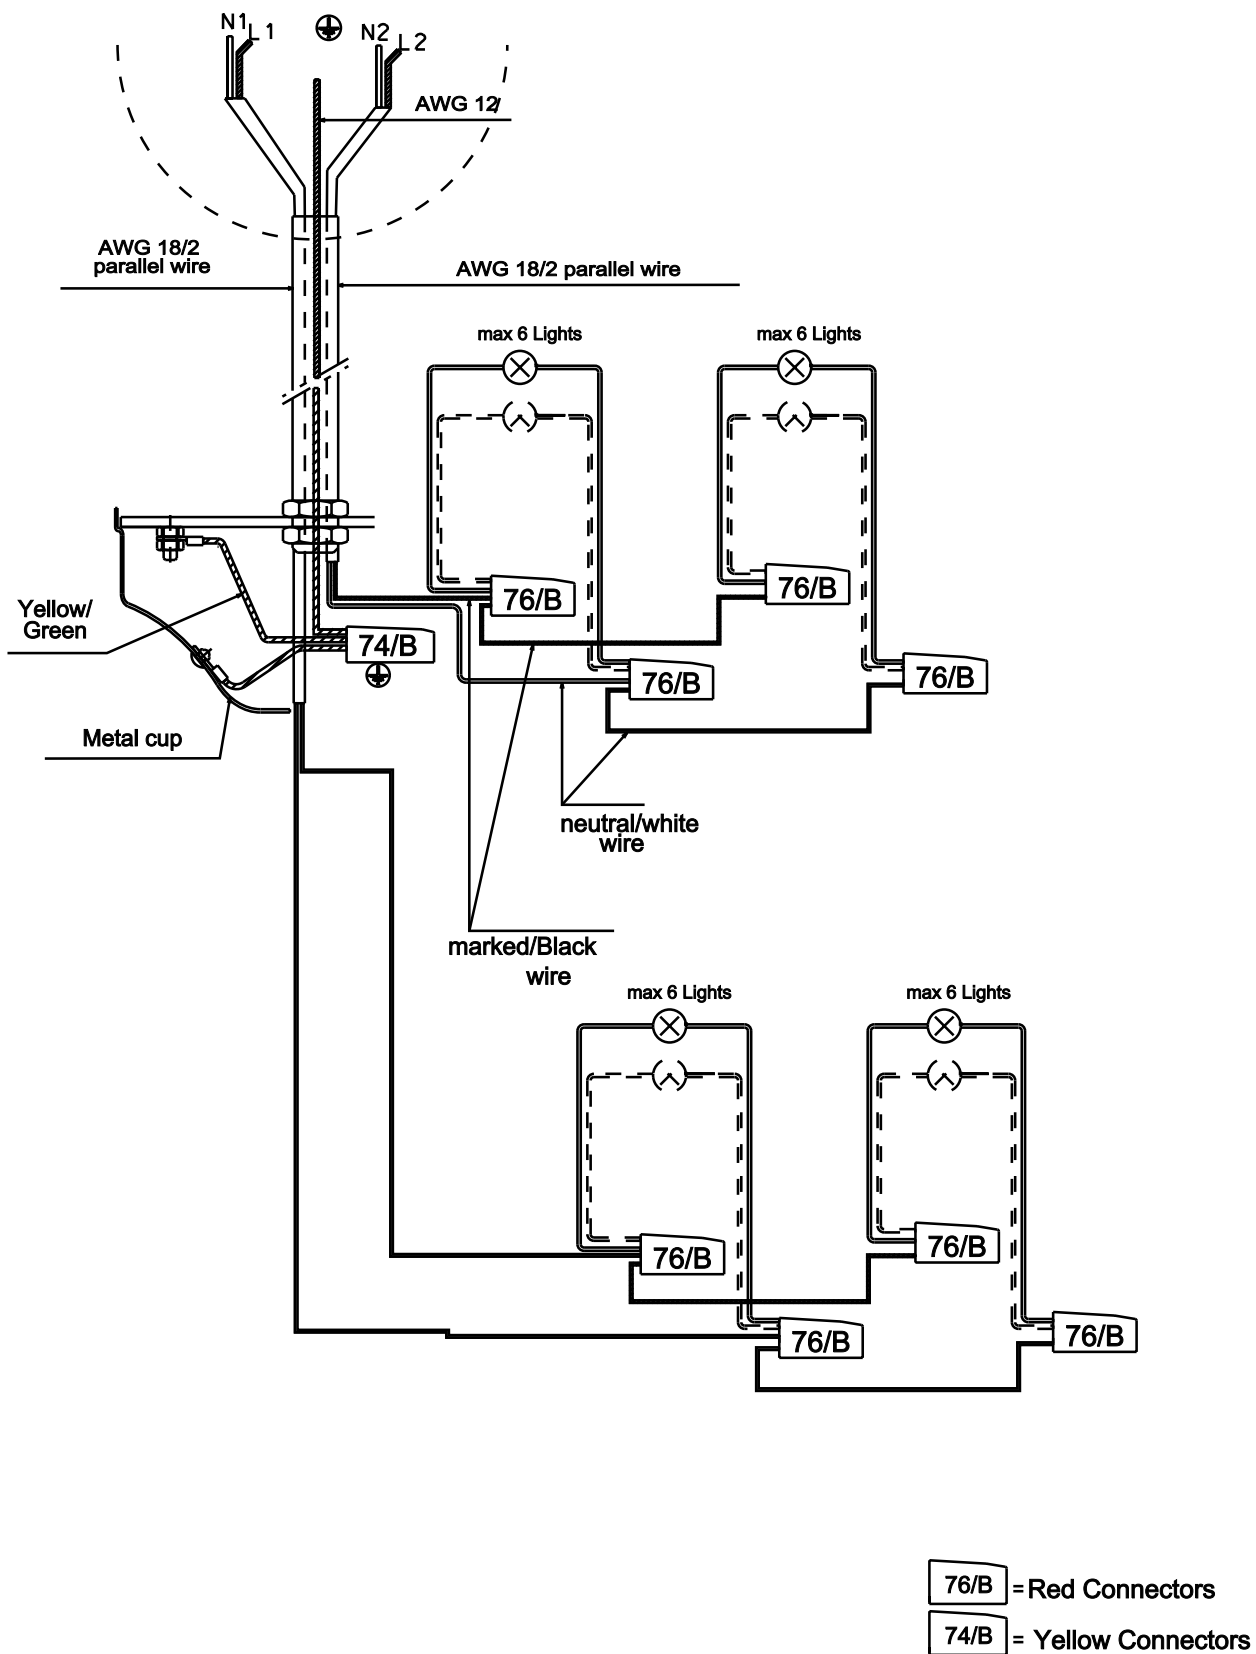 N1
L1
N2
L2
AWG 12
AWG 18/2
parallel wire
AWG 18/2 parallel wire
max 6 Lights
max 6 Lights
76/B
76/B
Yellow/
Green
74/B
76/B
76/B
Metal cup
neutral/white
wire
marked/Black
wire
max 6 Lights
max 6 Lights
76/B
76/B
76/B
76/B
76/B = Red Connectors
74/B = Yellow Connectors